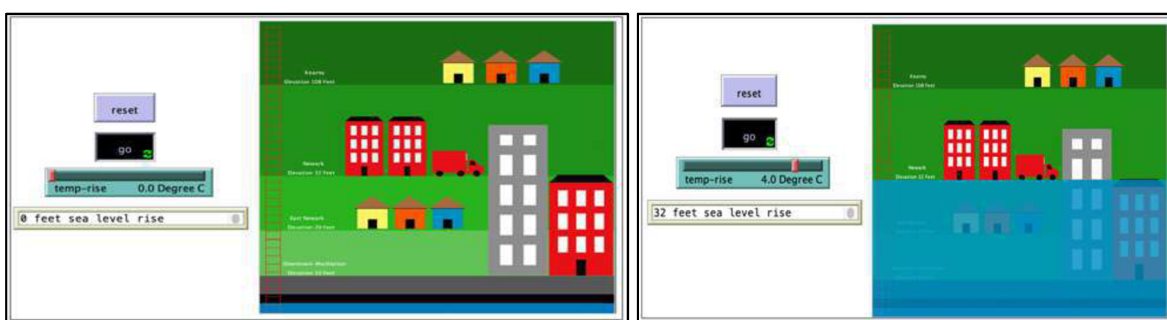 Kearny
Elevation 108 Feet
reset
go
Newark
Elevation 32 Feet
temp-rise 0.0 Degree C
0 feet sea level rise
East Newark
Elevation 20 Feet
Elevation 10 Feet
Kearny
Elevation 108 Feet
reset
go
Newark
Elevation 32 Feet
temp-rise 4.0 Degree C
32 feet sea level rise